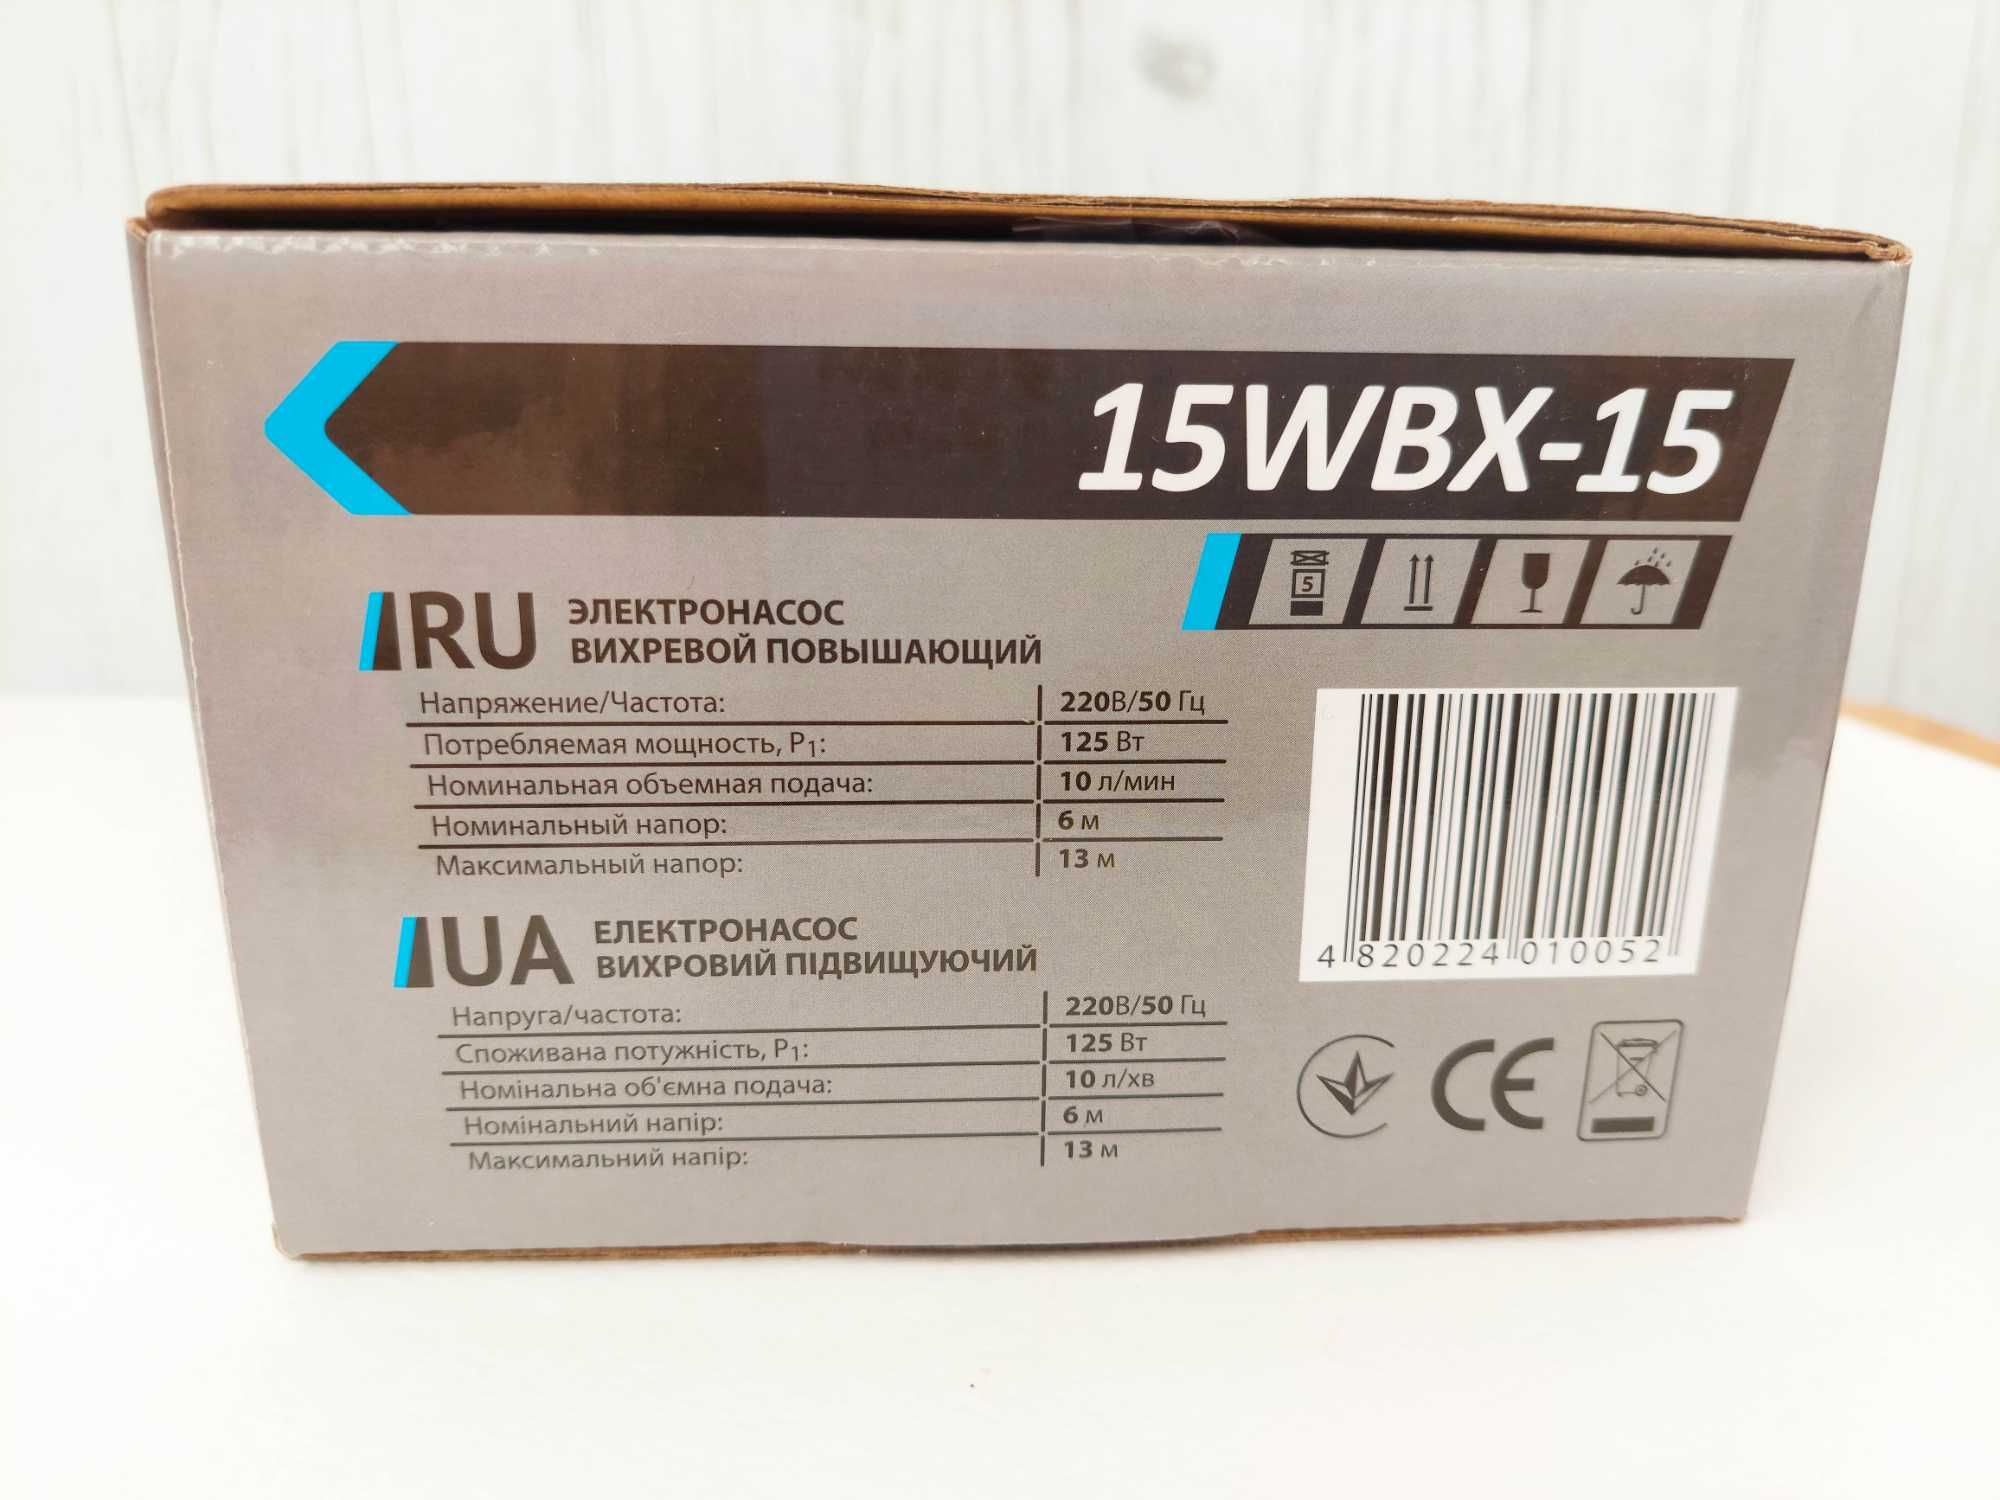 15WBX-15
5
RU ЭЛЕКТРОНАСОС
ВИХРЕВОЙ ПОВЫШАЮЩИЙ
Напряжение/Частота: 220В/50 Гц
Потребляемая мощность, P1: 125 Вт
Номинальная объемная подача: 10 л/мин
Номинальный напор: 6 м
Максимальный напор: 13 м
UA ЕЛЕКТРОНАСОС
ВИХРОВИЙ ПІДВИЩУЮЧИЙ
Напруга/частота: 220В/50 Гц
Споживана потужність, P1: 125 Вт
Номінальна об'ємна подача: 10 л/хв
Номінальний напір: 6 м
Максимальний напір: 13 м
4 820224 010052
CE